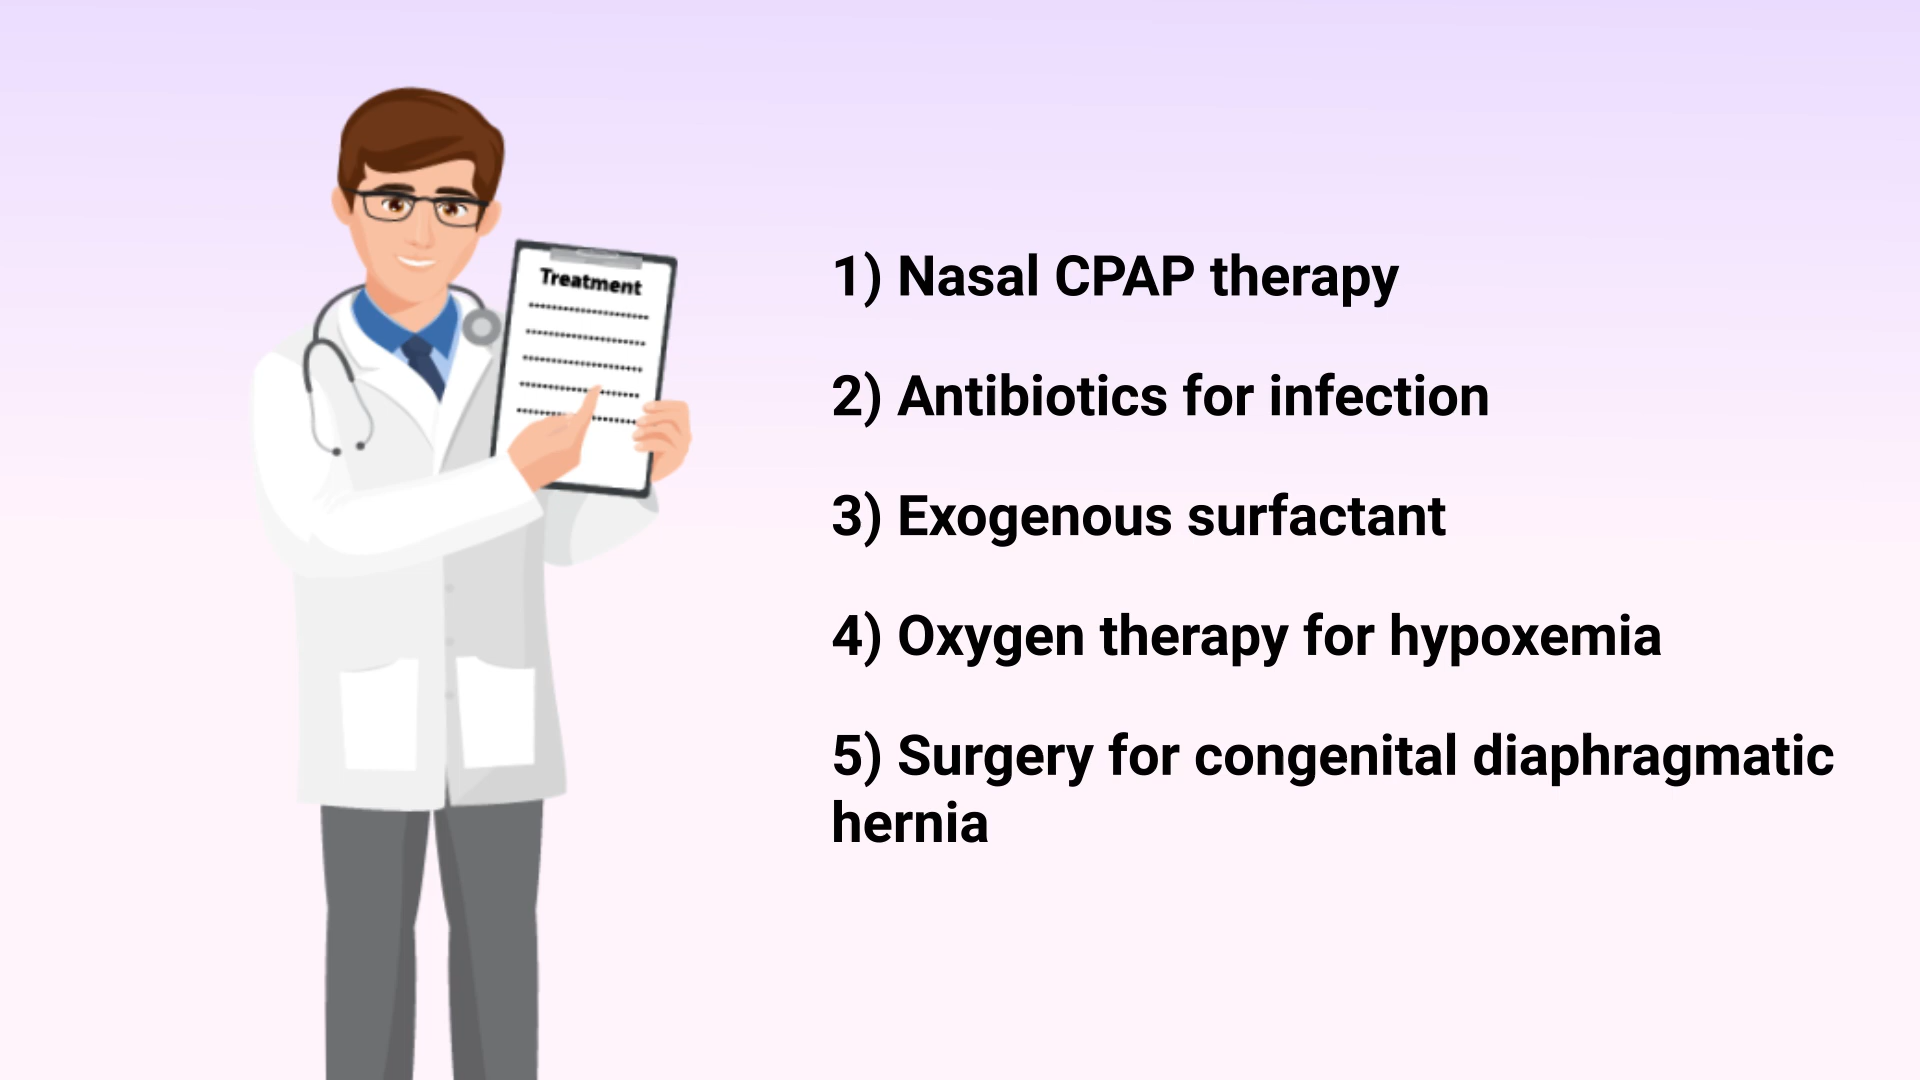 Treatment
1) Nasal CPAP therapy
2) Antibiotics for infection
3) Exogenous surfactant
4) Oxygen therapy for hypoxemia
5) Surgery for congenital diaphragmatic
hernia